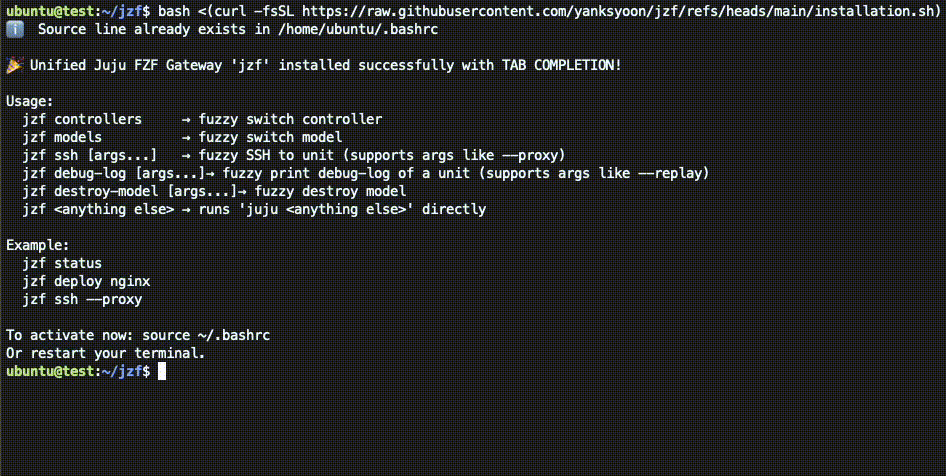 ubuntu@test:~/jzf$ bash <(curl -fsSL https://raw.githubusercontent.com/yanksyoon/jzf/refs/heads/main/installation.sh)
ℹ️  Source line already exists in /home/ubuntu/.bashrc
🎉 Unified Juju FZF Gateway 'jzf' installed successfully with TAB COMPLETION!
Usage:
  jzf controllers     → fuzzy switch controller
  jzf models          → fuzzy switch model
  jzf ssh [args...]   → fuzzy SSH to unit (supports args like --proxy)
  jzf debug-log [args...]→ fuzzy print debug-log of a unit (supports args like --replay)
  jzf destroy-model [args...]→ fuzzy destroy model
  jzf <anything else> → runs 'juju <anything else>' directly
Example:
  jzf status
  jzf deploy nginx
  jzf ssh --proxy
To activate now: source ~/.bashrc
Or restart your terminal.
ubuntu@test:~/jzf$